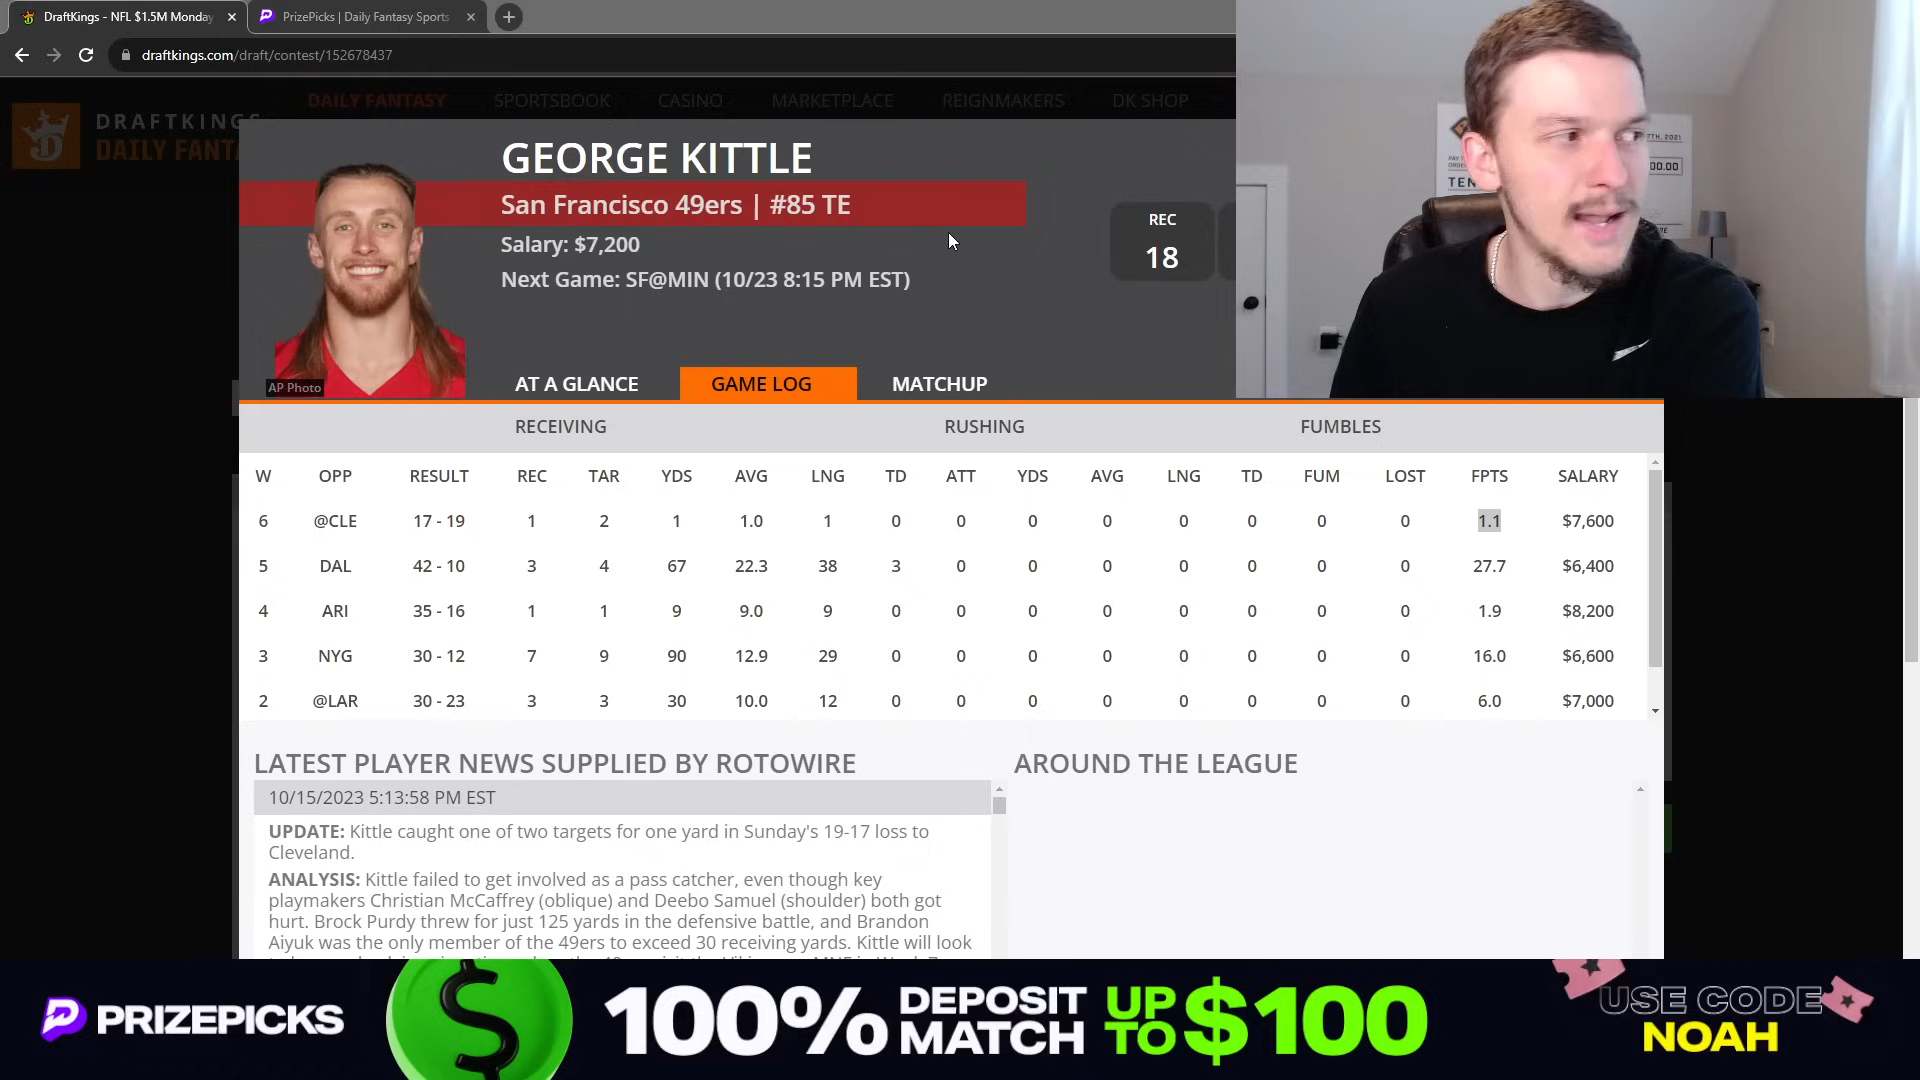 DraftKings - NFL $1.5M Monday
PrizePicks | Daily Fantasy Sports
draftkings.com/draft/contest/152678437
DAILY FANTASY SPORTSBOOK CASINO MARKETPLACE REIGNMAKERS DK SHOP
DRAFTKINGS
DAILY FANTA
GEORGE KITTLE
San Francisco 49ers | #85 TE
Salary: $7,200
Next Game: SF@MIN (10/23 8:15 PM EST)
REC
18
AP Photo
AT A GLANCE GAME LOG MATCHUP
RECEIVING RUSHING FUMBLES
W OPP RESULT REC TAR YDS AVG LNG TD ATT YDS AVG LNG TD FUM LOST FPTS SALARY
6 @CLE 17 - 19 1 2 1 1.0 1 0 0 0 0 0 0 0 0 1.1 $7,600
5 DAL 42 - 10 3 4 67 22.3 38 3 0 0 0 0 0 0 0 27.7 $6,400
4 ARI 35 - 16 1 1 9 9.0 9 0 0 0 0 0 0 0 0 1.9 $8,200
3 NYG 30 - 12 7 9 90 12.9 29 0 0 0 0 0 0 0 0 16.0 $6,600
2 @LAR 30 - 23 3 3 30 10.0 12 0 0 0 0 0 0 0 0 6.0 $7,000
LATEST PLAYER NEWS SUPPLIED BY ROTOWIRE
AROUND THE LEAGUE
10/15/2023 5:13:58 PM EST
UPDATE: Kittle caught one of two targets for one yard in Sunday's 19-17 loss to
Cleveland.
ANALYSIS: Kittle failed to get involved as a pass catcher, even though key
playmakers Christian McCaffrey (oblique) and Deebo Samuel (shoulder) both got
hurt. Brock Purdy threw for just 125 yards in the defensive battle, and Brandon
Aiyuk was the only member of the 49ers to exceed 30 receiving yards. Kittle will look
PRIZEPICKS
100% DEPOSIT MATCH UP TO $100
USE CODE
NOAH